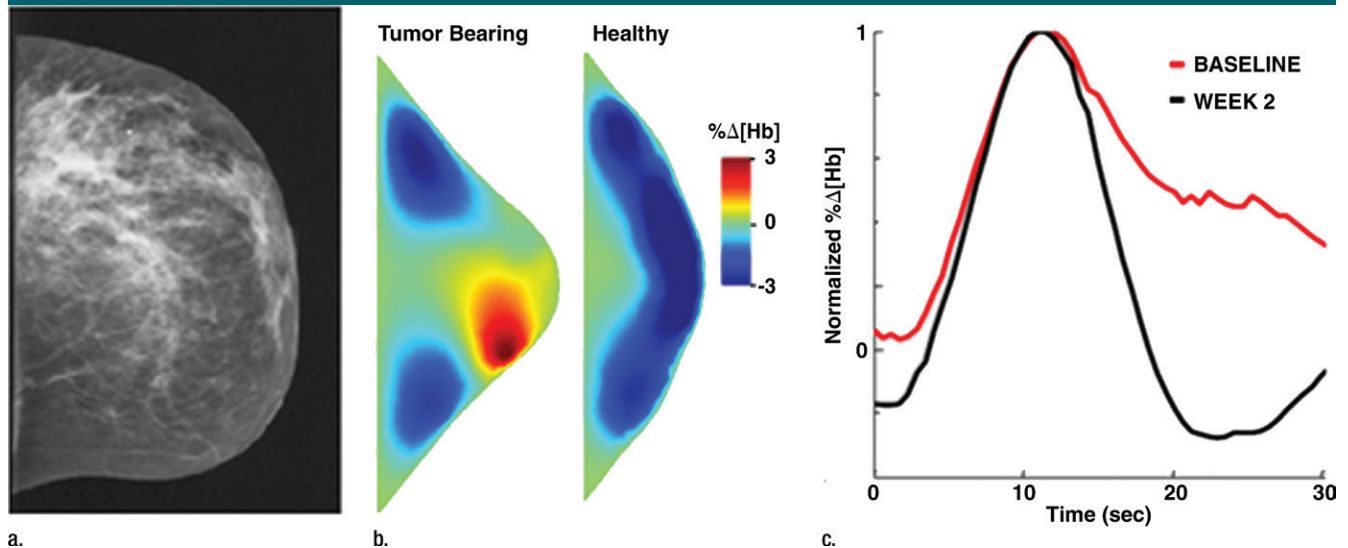 Tumor Bearing
Healthy
%Δ[Hb]
3
0
-3
Normalized %Δ[Hb]
1
0
BASELINE
WEEK 2
0
10
20
30
Time (sec)
a.
b.
c.